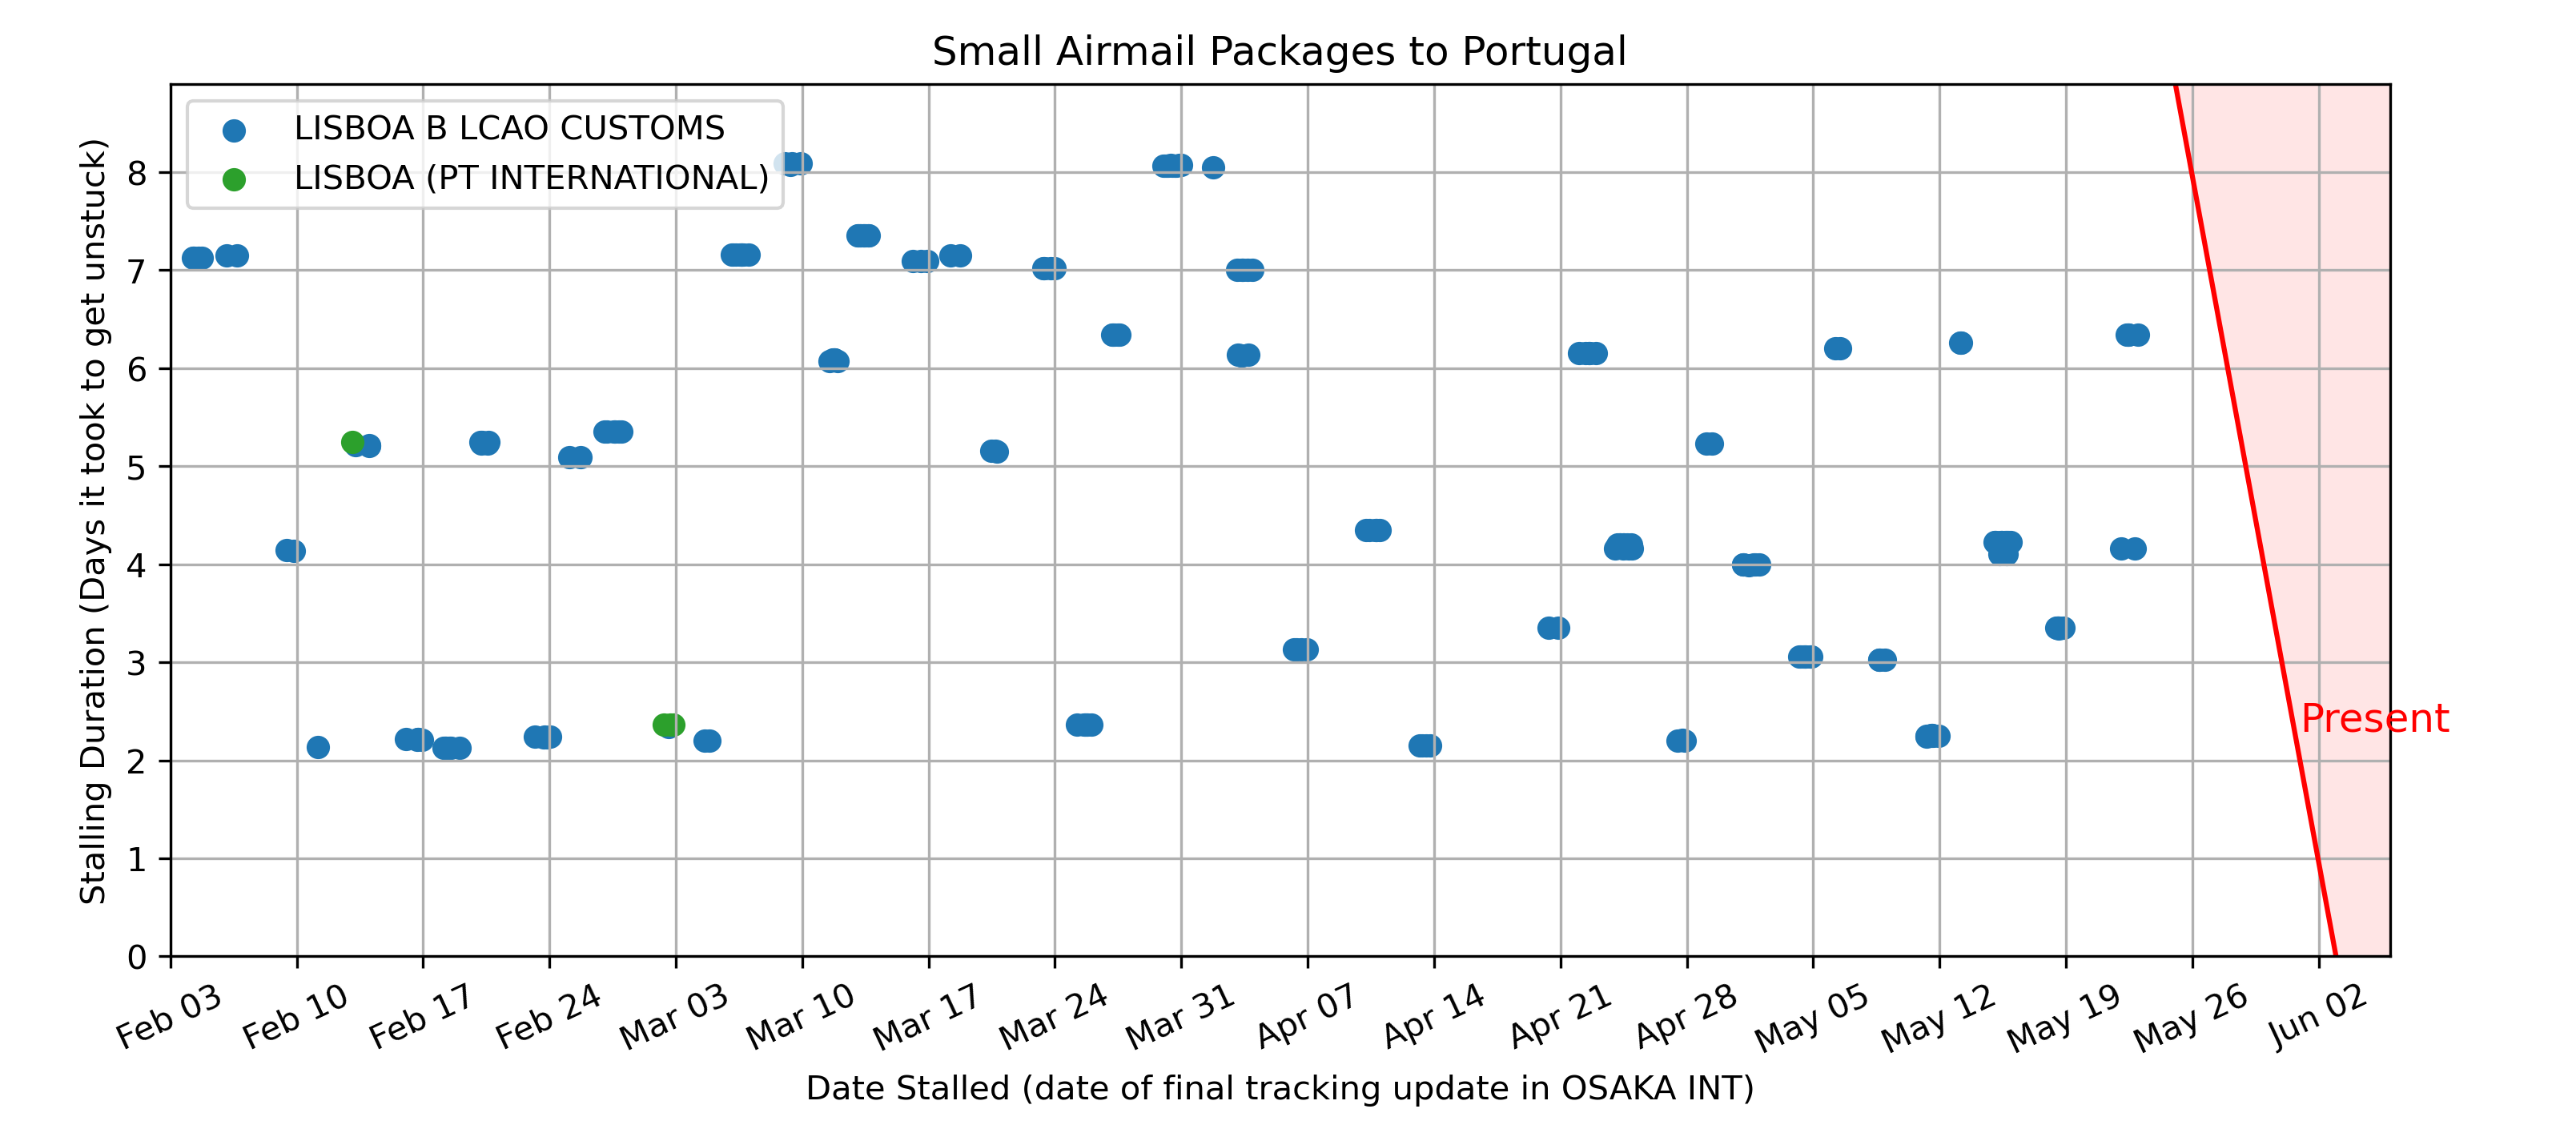 Small Airmail Packages to Portugal
LISBOA B LCAO CUSTOMS
LISBOA (PT INTERNATIONAL)
Stalling Duration (Days it took to get unstuck)
8
7
6
5
4
3
2
1
0
Present
Feb 03
Feb 10
Feb 17
Feb 24
Mar 03
Mar 10
Mar 17
Mar 24
Mar 31
Apr 07
Apr 14
Apr 21
Apr 28
May 05
May 12
May 19
May 26
Jun 02
Date Stalled (date of final tracking update in OSAKA INT)